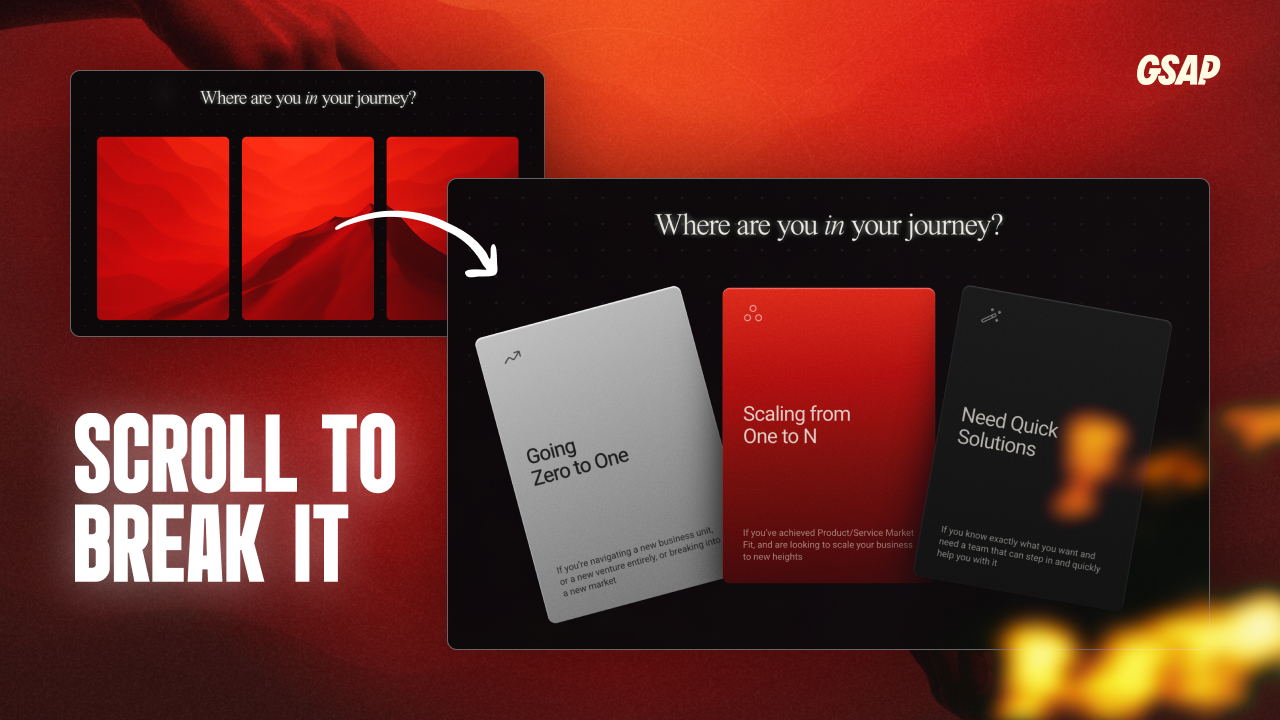 GSAP
Where are you in your journey?
Where are you in your journey?
Going
Zero to One
If you're navigating a new business unit,
or a new venture entirely, or breaking into
a new market
Scaling from
One to N
If you've achieved Product/Service Market
Fit, and are looking to scale your business
to new heights
Need Quick
Solutions
If you know exactly what you want and
need a team that can step in and quickly
help you with it
SCROLL TO
BREAK IT